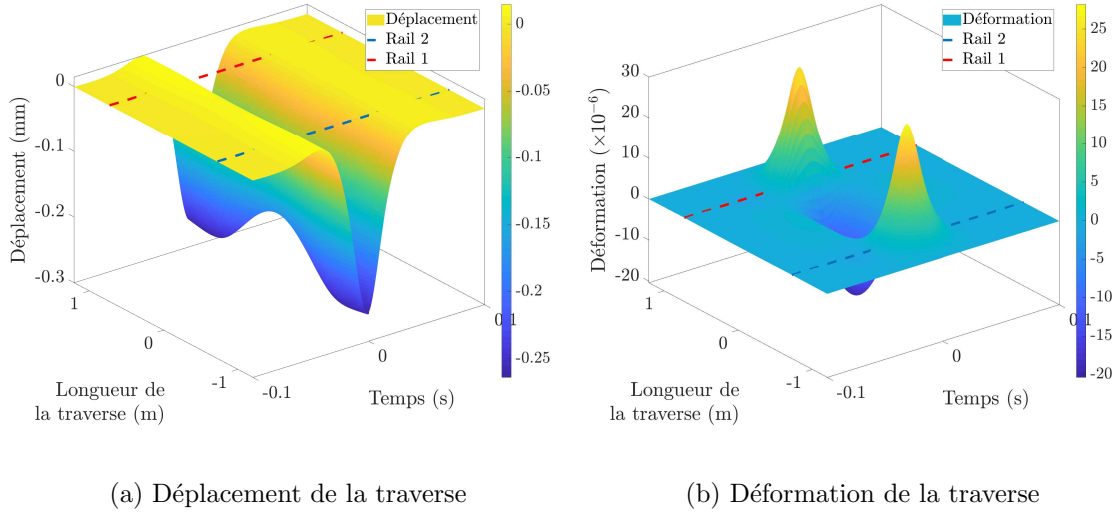 Déplacement
Rail 2
Rail 1
0
-0.1
-0.2
-0.3
Déplacement (mm)
1
0
-1
Longueur de
la traverse (m)
-0.1
0
0.1
Temps (s)
0
-0.05
-0.1
-0.15
-0.2
-0.25
(a) Déplacement de la traverse
Déformation
Rail 2
Rail 1
30
20
10
0
-10
-20
Déformation (×10⁻⁶)
1
0
-1
Longueur de
la traverse (m)
-0.1
0
0.1
Temps (s)
25
20
15
10
5
0
-5
-10
-15
-20
(b) Déformation de la traverse